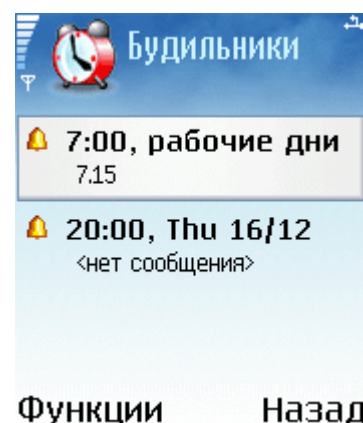 Будильники
7:00, рабочие дни
7.15
20:00, Thu 16/12
<нет сообщения>
Функции Назад